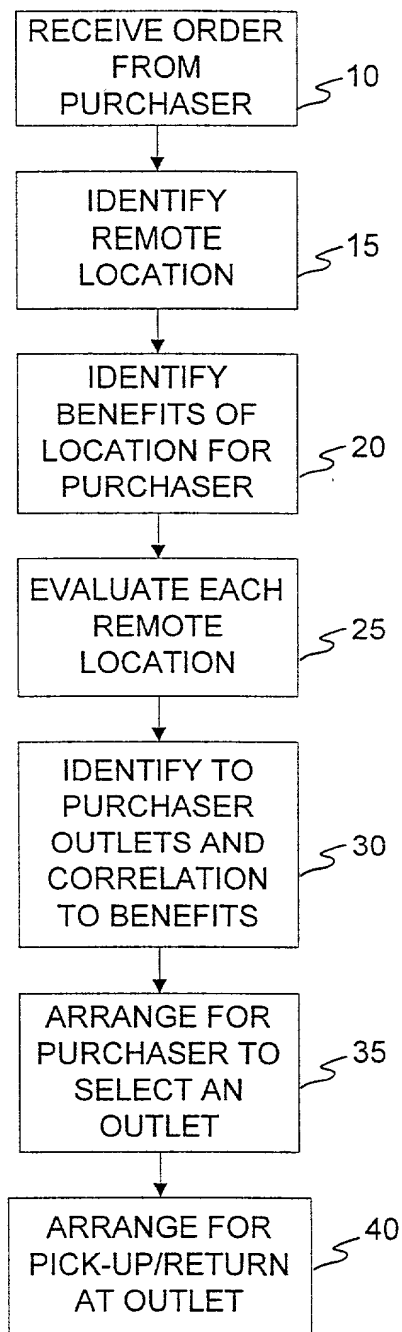 RECEIVE ORDER
FROM
PURCHASER
10
IDENTIFY
REMOTE
LOCATION
15
IDENTIFY
BENEFITS OF
LOCATION FOR
PURCHASER
20
EVALUATE EACH
REMOTE
LOCATION
25
IDENTIFY TO
PURCHASER
OUTLETS AND
CORRELATION
TO BENEFITS
30
ARRANGE FOR
PURCHASER TO
SELECT AN
OUTLET
35
ARRANGE FOR
PICK-UP/RETURN
AT OUTLET
40